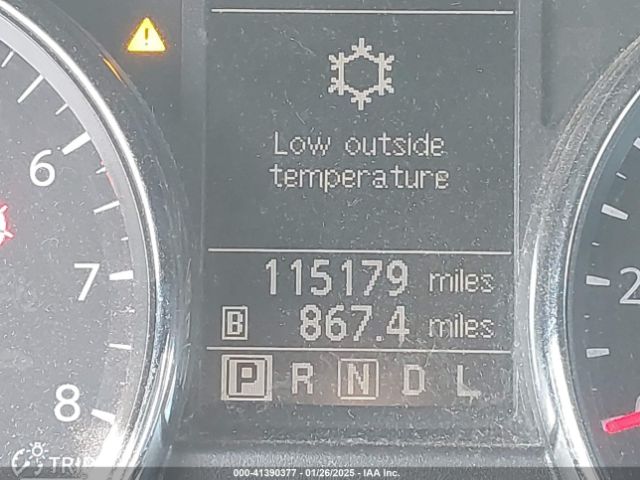 Low outside
temperature
6
7
8
115179 miles
B 867.4 miles
P R N D L
2
TRIP
000-41390377 - 01/26/2025 - IAA Inc.